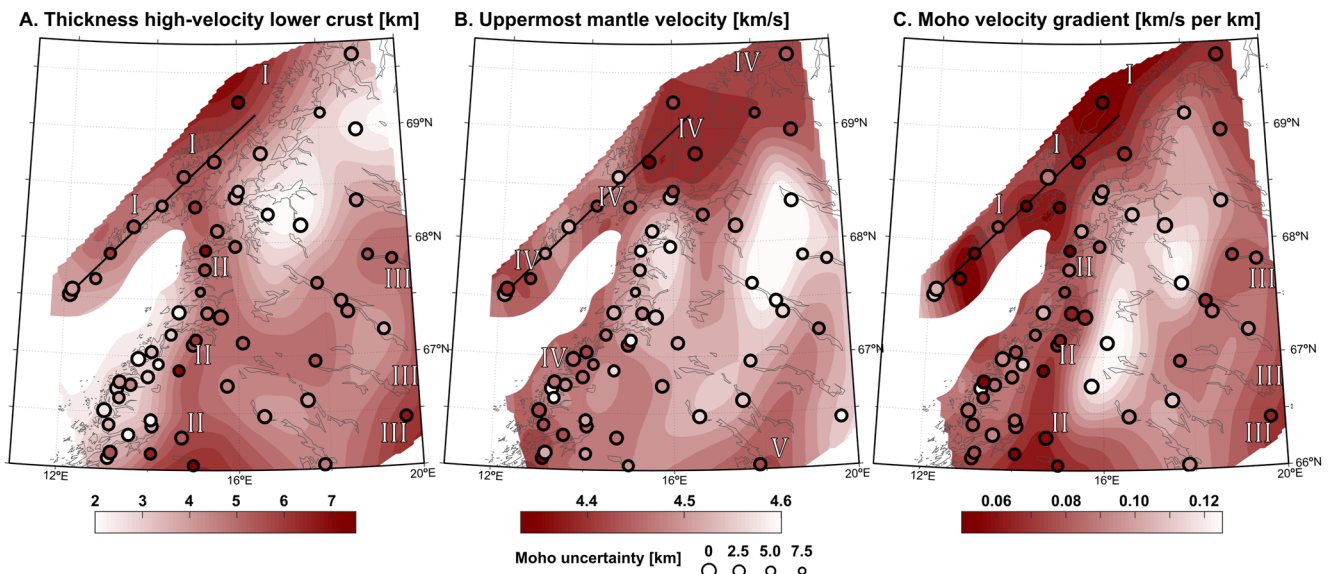 A. Thickness high-velocity lower crust [km]
B. Uppermost mantle velocity [km/s]
C. Moho velocity gradient [km/s per km]
I
I
I
II
II
II
III
III
III
69°N
68°N
67°N
12°E
16°E
20°E
2 3 4 5 6 7
IV
IV
IV
IV
IV
V
69°N
68°N
67°N
12°E
16°E
20°E
4.4 4.5 4.6
I
I
I
II
II
II
III
III
III
69°N
68°N
67°N
66°N
16°E
20°E
0.06 0.08 0.10 0.12
Moho uncertainty [km]
0 2.5 5.0 7.5